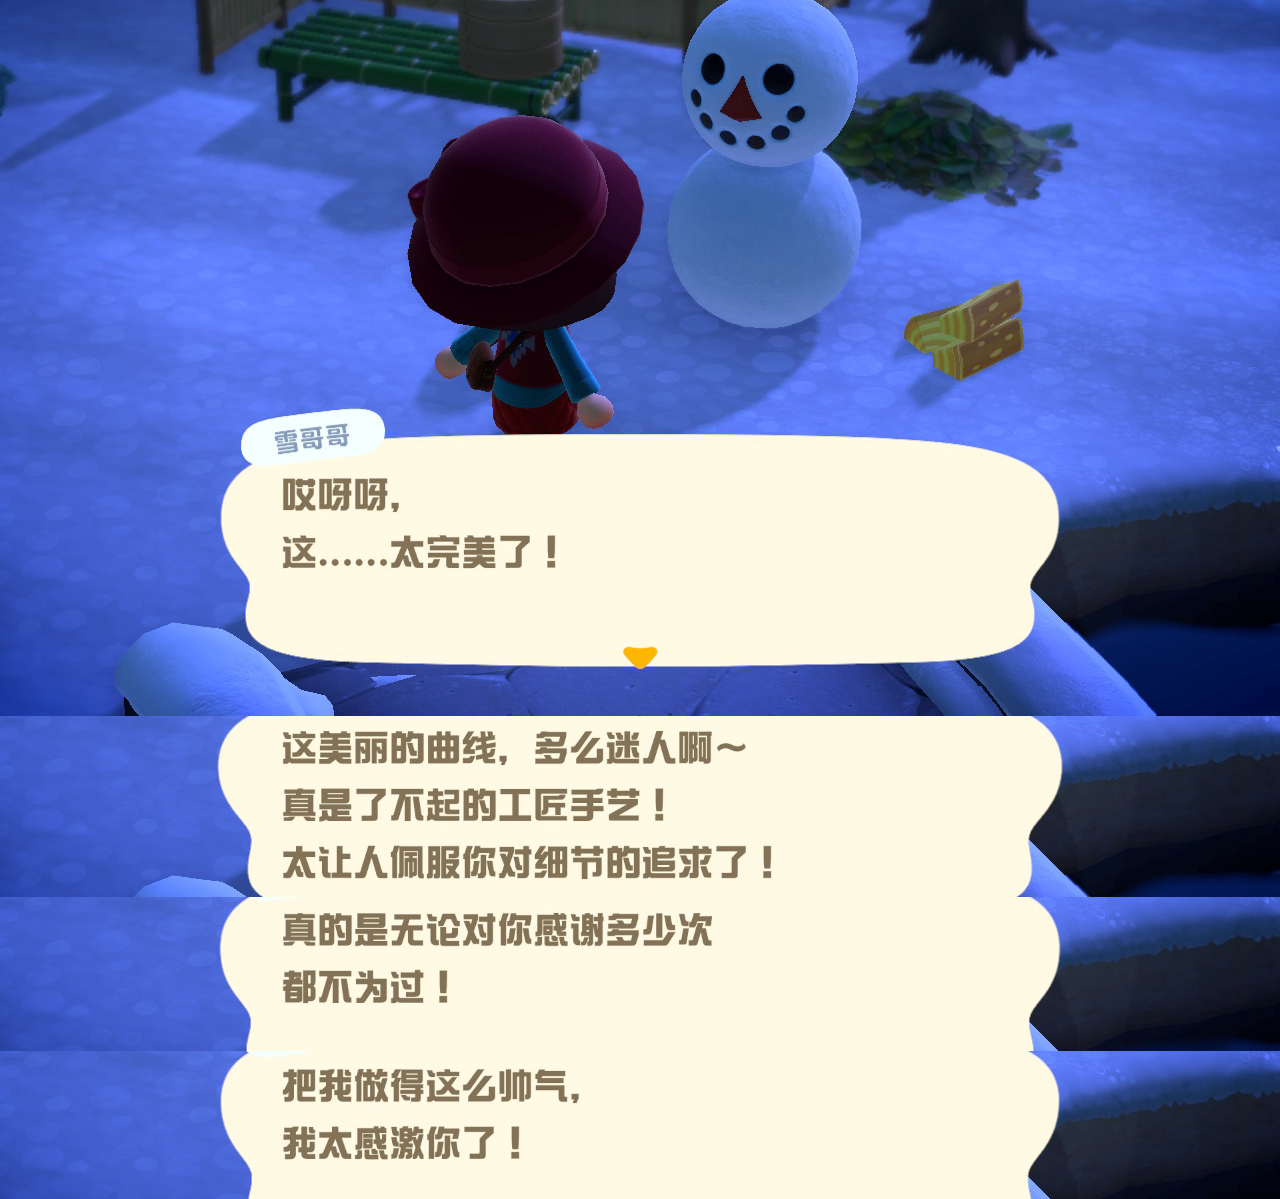 雪哥哥
哎呀呀，
这……太完美了！
这美丽的曲线，多么迷人啊～
真是了不起的工匠手艺！
太让人佩服你对细节的追求了！
真的是无论对你感谢多少次
都不为过！
把我做得这么帅气，
我太感激你了！